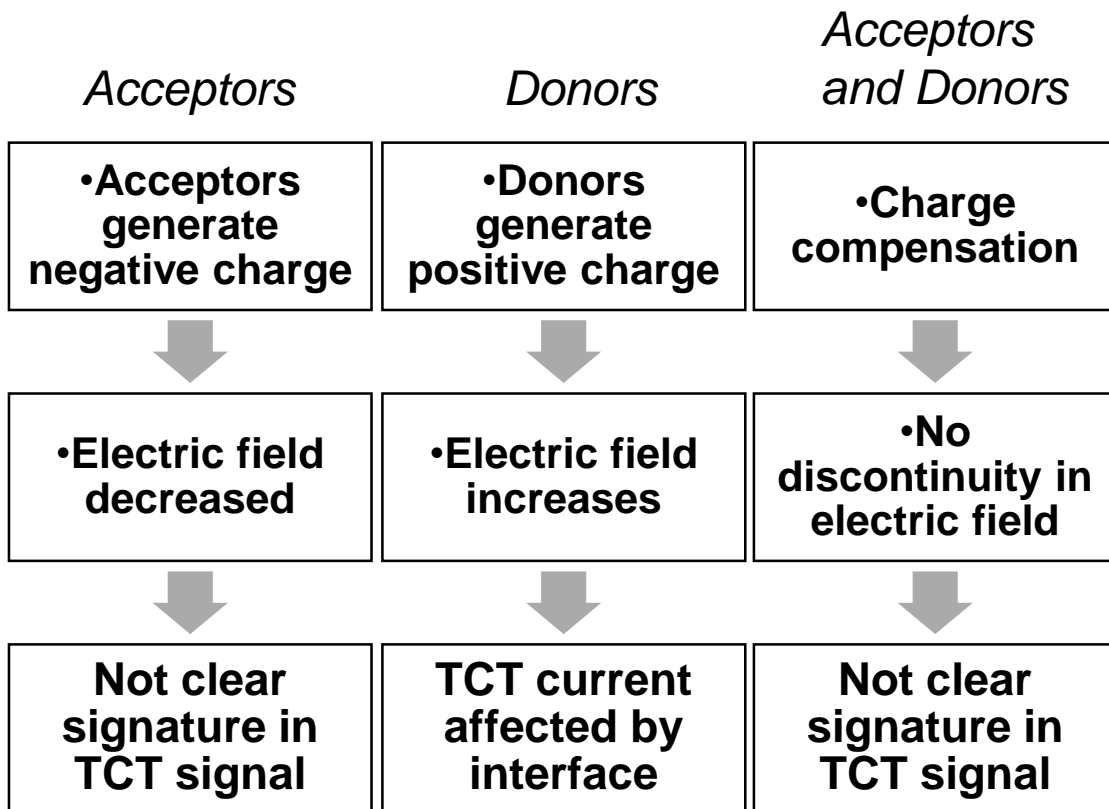 Acceptors
•Acceptors
generate
negative charge
•Electric field
decreased
Not clear
signature in
TCT signal
Donors
•Donors
generate
positive charge
•Electric field
increases
TCT current
affected by
interface
Acceptors
and Donors
•Charge
compensation
•No
discontinuity in
electric field
Not clear
signature in
TCT signal